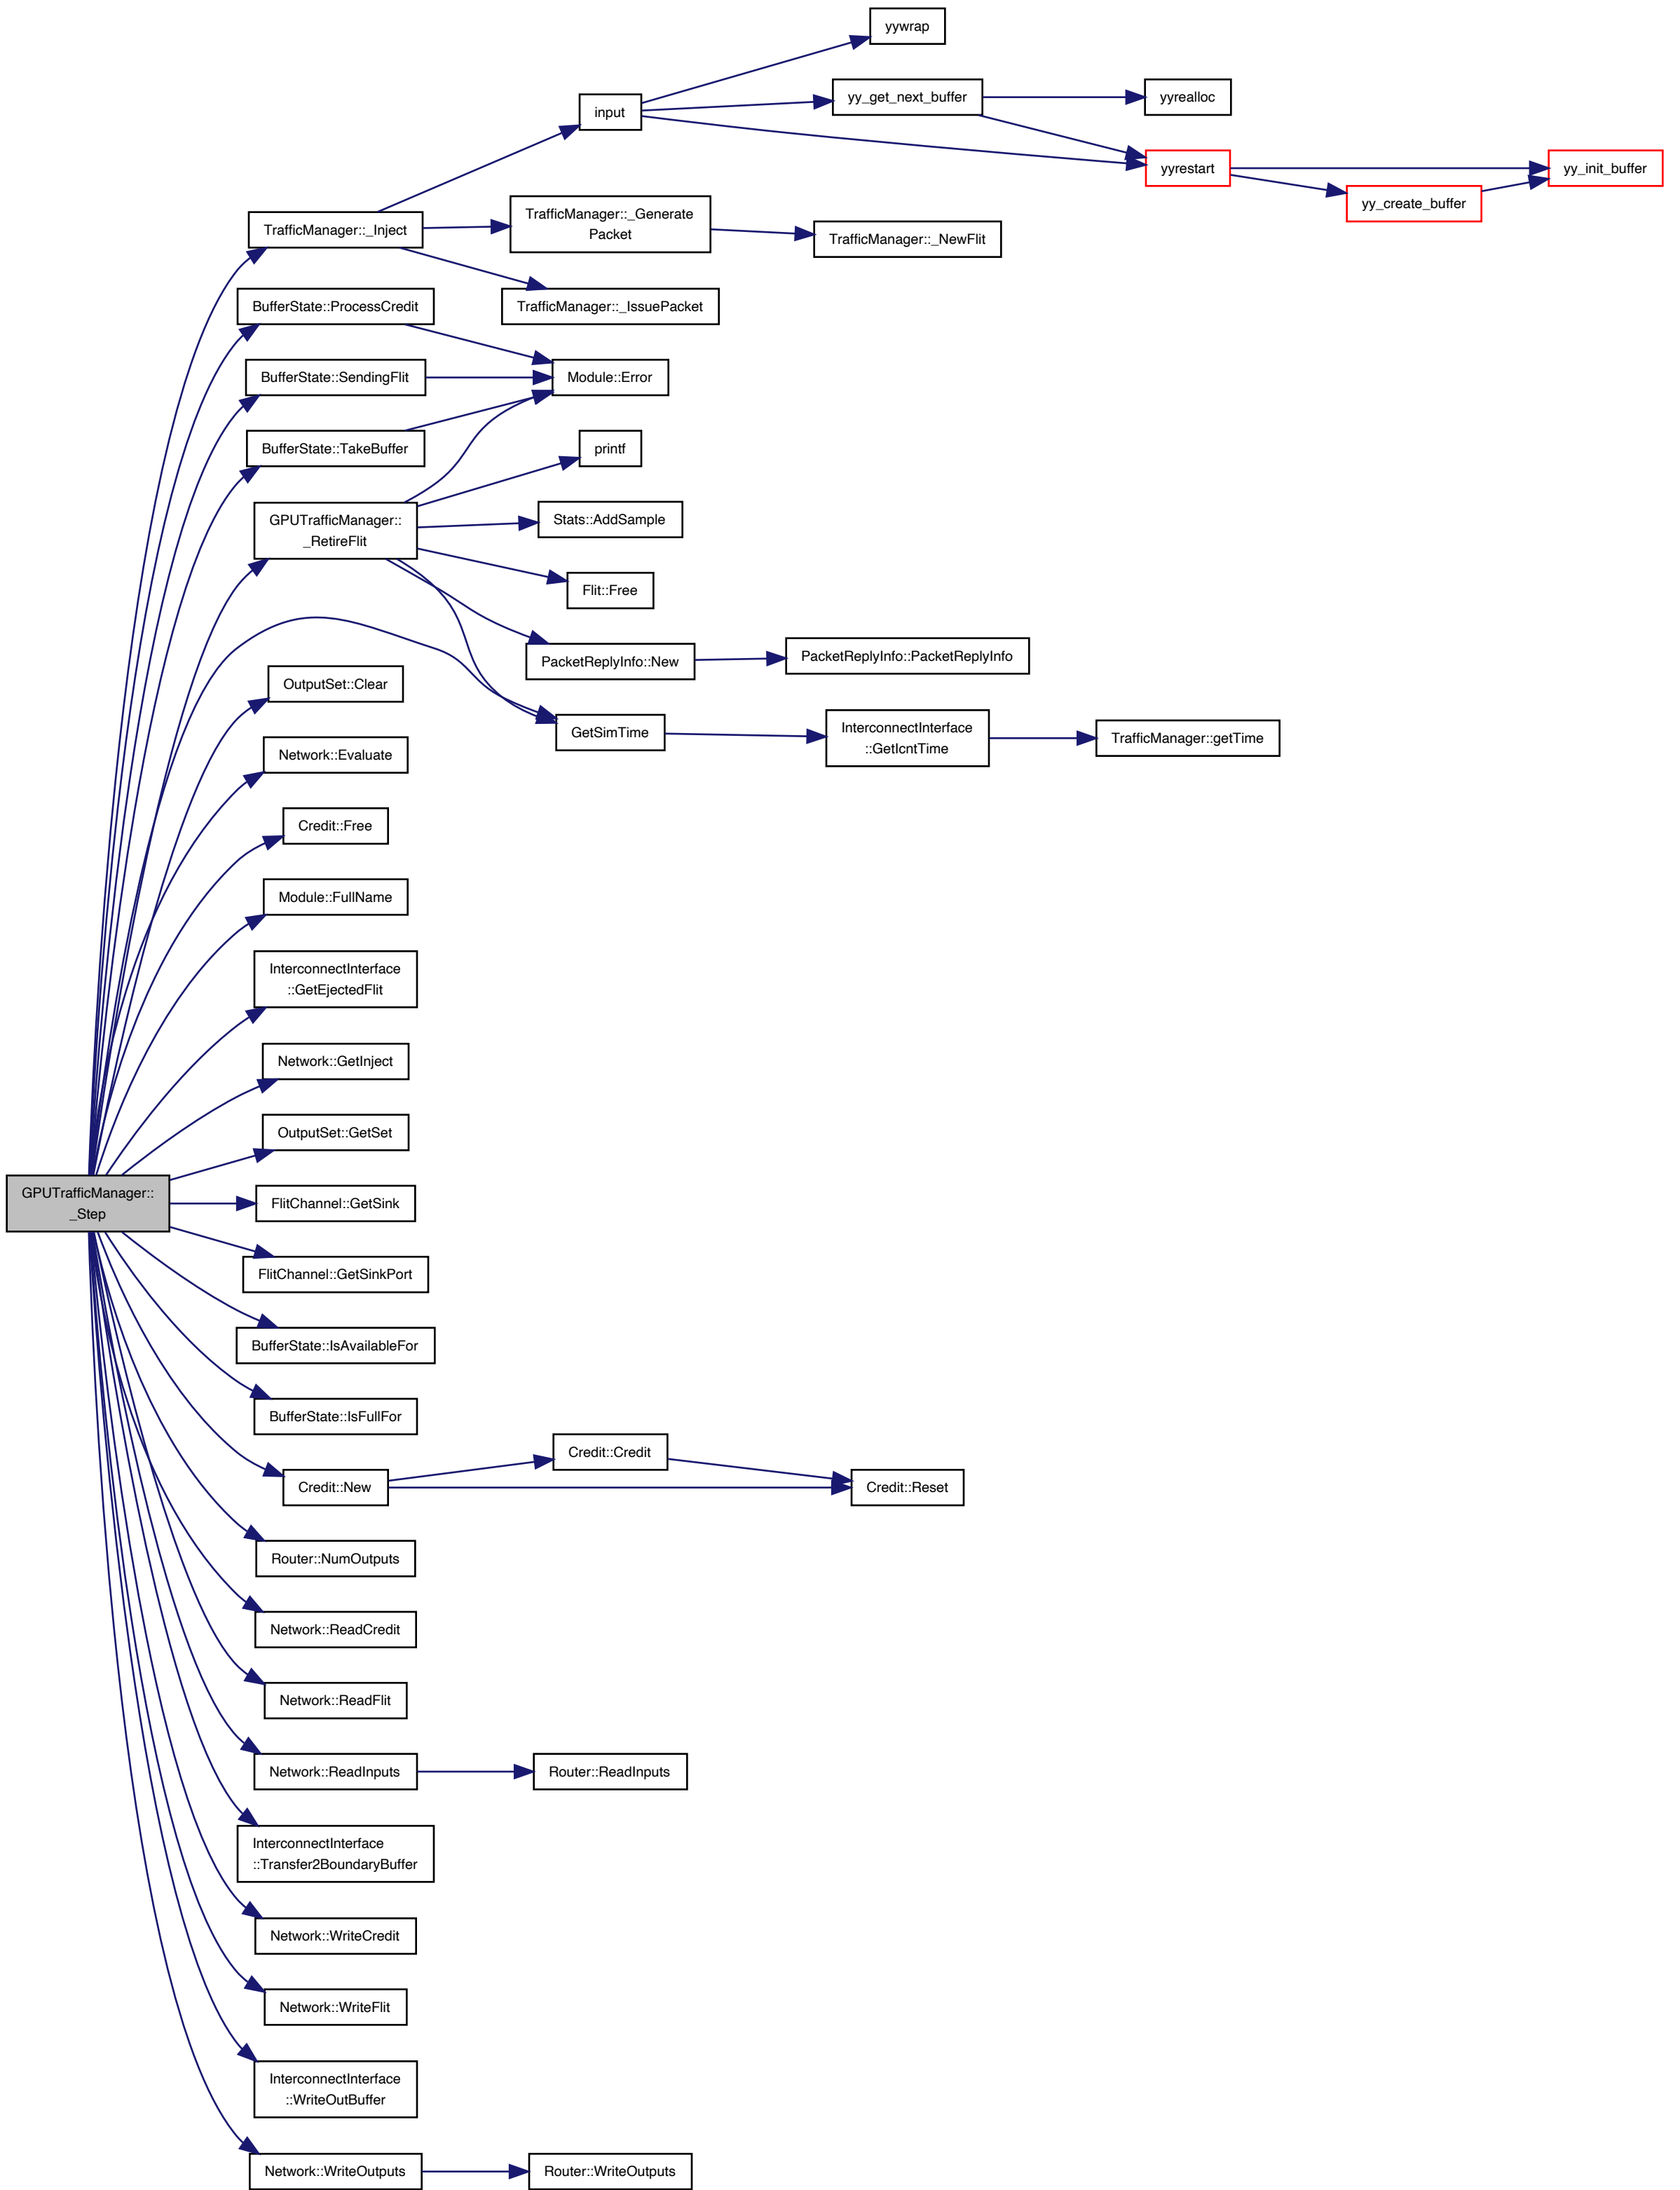 yywrap
yy_get_next_buffer
yyrealloc
input
yyrestart
yy_init_buffer
yy_create_buffer
TrafficManager::_Inject
TrafficManager::_Generate
Packet
TrafficManager::_NewFlit
TrafficManager::_IssuePacket
BufferState::ProcessCredit
BufferState::SendingFlit
Module::Error
BufferState::TakeBuffer
printf
GPUTrafficManager::
_RetireFlit
Stats::AddSample
Flit::Free
PacketReplyInfo::New
PacketReplyInfo::PacketReplyInfo
OutputSet::Clear
GetSimTime
InterconnectInterface
::GetIcntTime
TrafficManager::getTime
Network::Evaluate
Credit::Free
Module::FullName
InterconnectInterface
::GetEjectedFlit
Network::GetInject
OutputSet::GetSet
GPUTrafficManager::
_Step
FlitChannel::GetSink
FlitChannel::GetSinkPort
BufferState::IsAvailableFor
BufferState::IsFullFor
Credit::New
Credit::Credit
Credit::Reset
Router::NumOutputs
Network::ReadCredit
Network::ReadFlit
Network::ReadInputs
Router::ReadInputs
InterconnectInterface
::Transfer2BoundaryBuffer
Network::WriteCredit
Network::WriteFlit
InterconnectInterface
::WriteOutBuffer
Network::WriteOutputs
Router::WriteOutputs